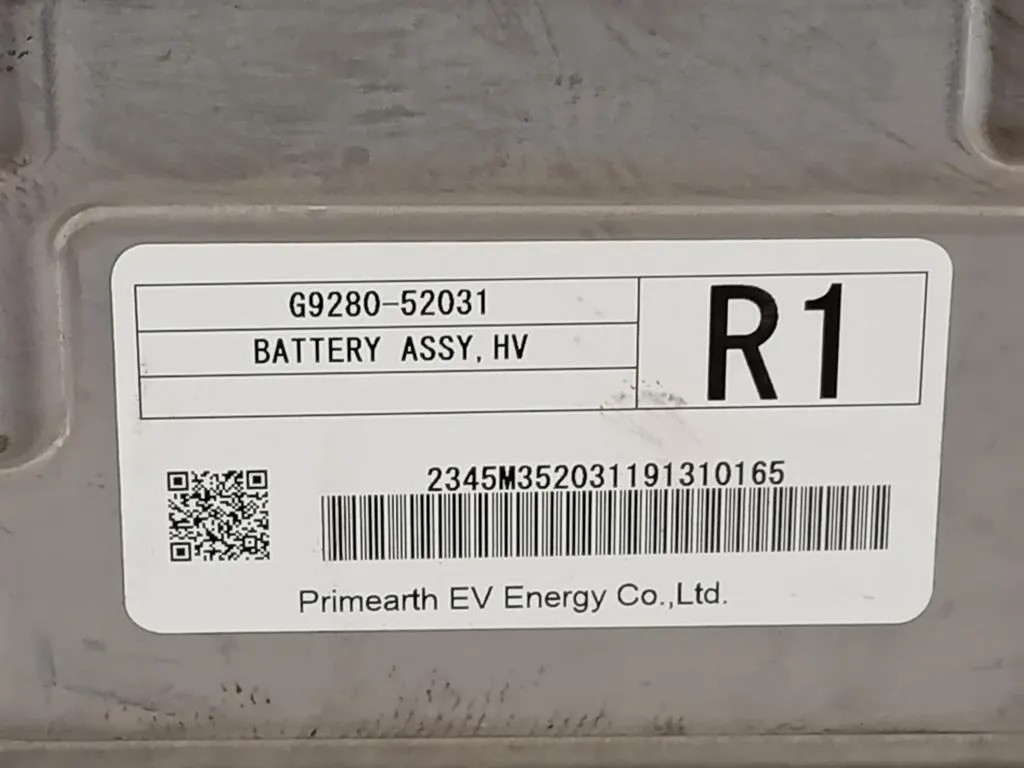 G9280-52031
BATTERY ASSY, HV
R1
2345M352031191310165
Primearth EV Energy Co.,Ltd.